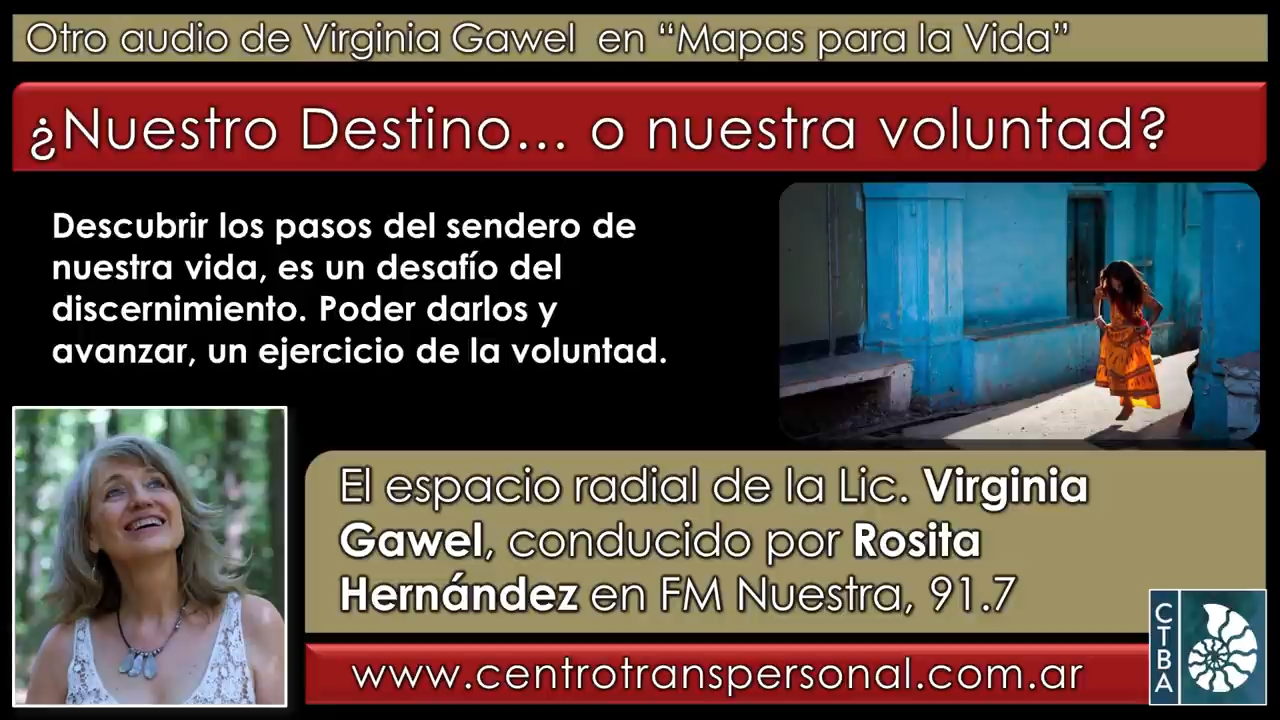 Otro audio de Virginia Gawel en “Mapas para la Vida”
¿Nuestro Destino... o nuestra voluntad?
Descubrir los pasos del sendero de
nuestra vida, es un desafío del
discernimiento. Poder darlos y
avanzar, un ejercicio de la voluntad.
El espacio radial de la Lic. Virginia
Gawel, conducido por Rosita
Hernández en FM Nuestra, 91.7
www.centrotranspersonal.com.ar
CTBA